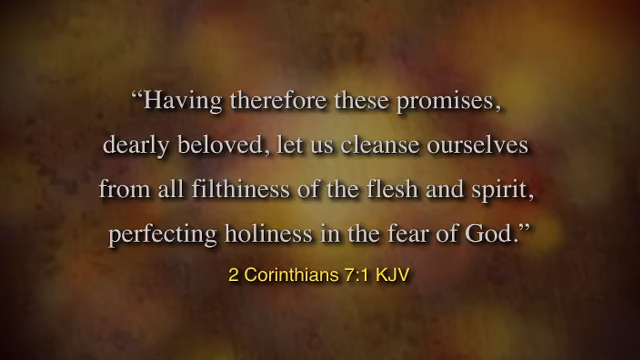 “Having therefore these promises,
dearly beloved, let us cleanse ourselves
from all filthiness of the flesh and spirit,
perfecting holiness in the fear of God.”
2 Corinthians 7:1 KJV